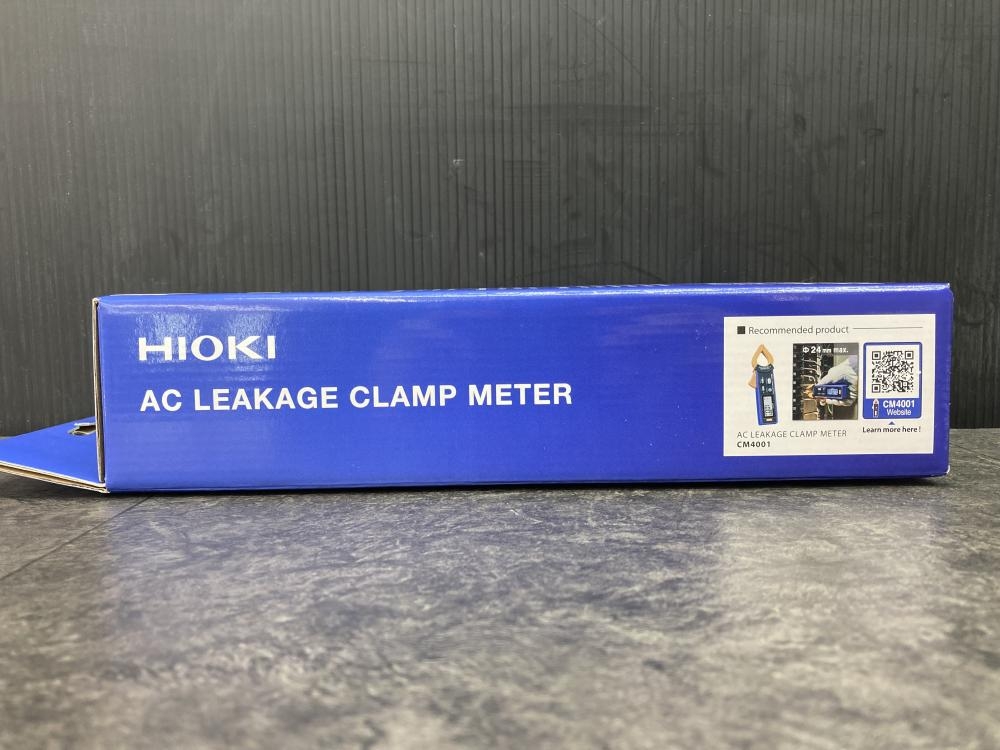 HIOKI
AC LEAKAGE CLAMP METER
■ Recommended product
Φ 24 mm max.
CM4001
Website
Learn more here !
AC LEAKAGE CLAMP METER
CM4001